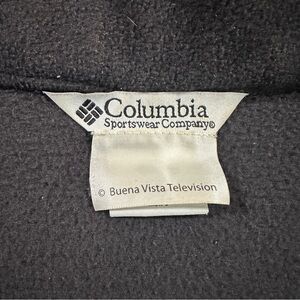 Columbia
Sportswear Company®
© Buena Vista Television